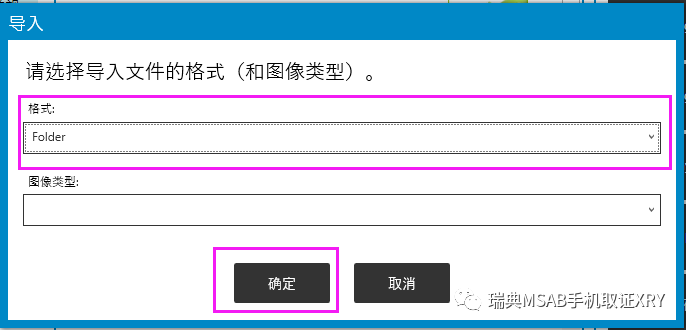 导入
请选择导入文件的格式（和图像类型）。
格式:
Folder
图像类型:
确定
取消
瑞典MSAB手机取证XRY